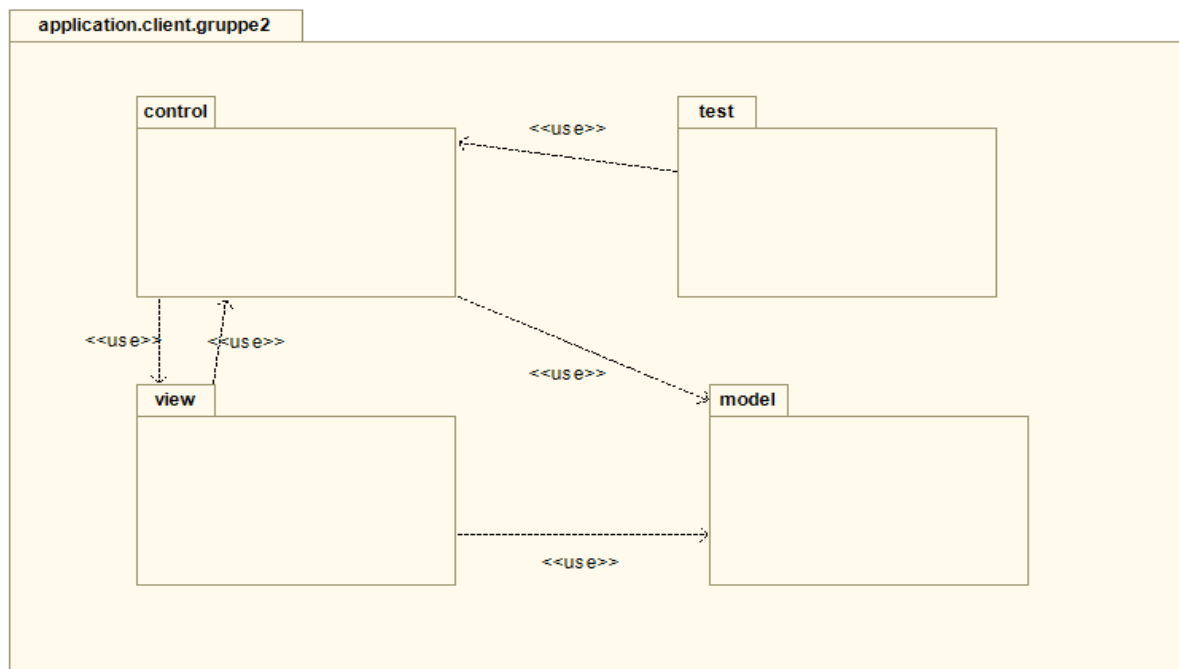 application.client.gruppe2
control
test
<<use>>
<<use>>
<<use>>
<<use>>
view
model
<<use>>